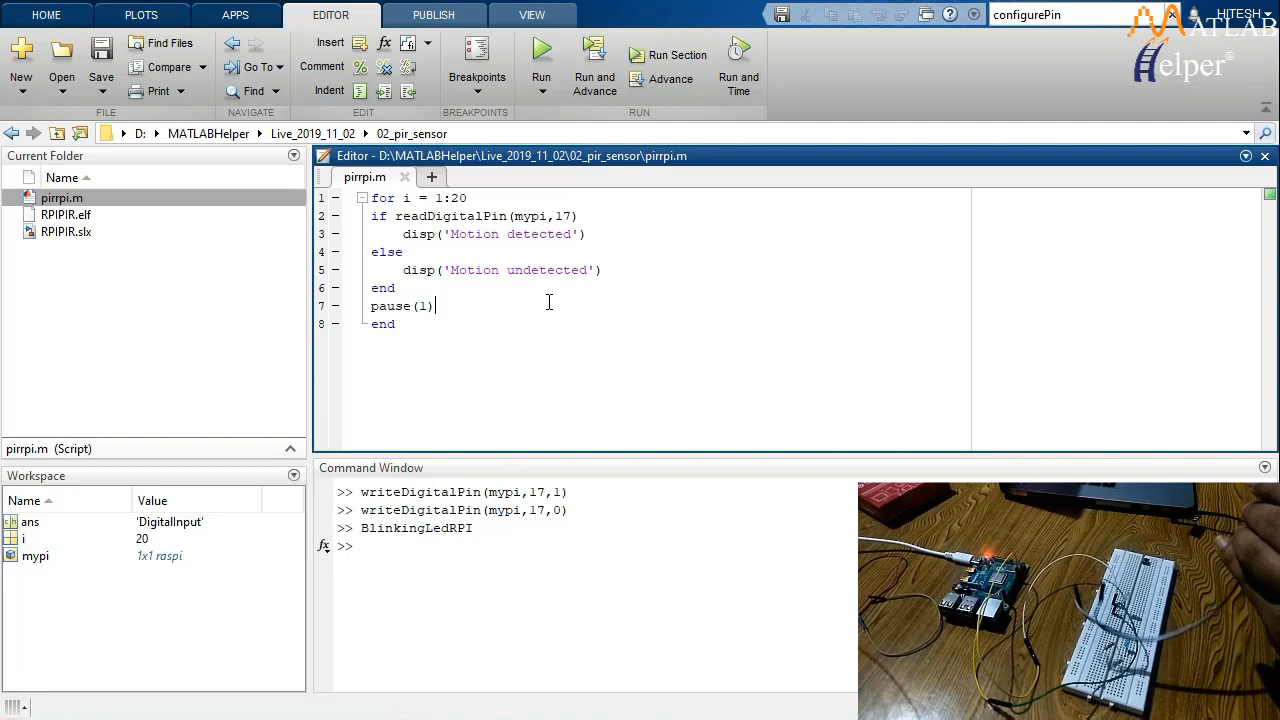 HOME PLOTS APPS EDITOR PUBLISH VIEW configurePin HITESH
MATLAB
Helper®
New Open Save Find Files Compare Print
Go To Find
Insert fx
Comment
Indent
Breakpoints
Run Run and Advance Run Section Advance Run and Time
FILE NAVIGATE EDIT BREAKPOINTS RUN
D: MATLABHelper Live_2019_11_02 02_pir_sensor
Current Folder
Name
pirrpi.m
RPIPIR.elf
RPIPIR.slx
pirrpi.m (Script)
Workspace
Name Value
ans 'DigitalInput'
i 20
mypi 1x1 raspi
Editor - D:\MATLABHelper\Live_2019_11_02\02_pir_sensor\pirrpi.m
pirrpi.m
1 for i = 1:20
2 if readDigitalPin(mypi,17)
3 disp('Motion detected')
4 else
5 disp('Motion undetected')
6 end
7 pause(1)
8 end
Command Window
>> writeDigitalPin(mypi,17,1)
>> writeDigitalPin(mypi,17,0)
>> BlinkingLedRPI
fx >>